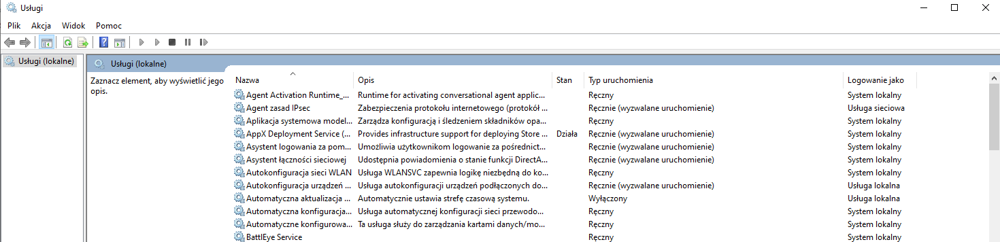 Usługi
Plik Akcja Widok Pomoc
Usługi (lokalne)
Usługi (lokalne)
Zaznacz element, aby wyświetlić jego
opis.
Nazwa Opis Stan Typ uruchomienia Logowanie jako
Agent Activation Runtime_... Runtime for activating conversational agent applic... Ręczny System lokalny
Agent zasad IPsec Zabezpieczenia protokołu internetowego (protokół ... Ręcznie (wyzwalane uruchomienie) Usługa sieciowa
Aplikacja systemowa model... Zarządza konfiguracją i śledzeniem składników opa... Ręczny System lokalny
AppX Deployment Service (... Provides infrastructure support for deploying Store ... Działa Ręcznie (wyzwalane uruchomienie) System lokalny
Asystent logowania za pom... Umożliwia użytkownikom logowanie za pośrednict... Ręcznie (wyzwalane uruchomienie) System lokalny
Asystent łączności sieciowej Udostępnia powiadomienia o stanie funkcji DirectA... Ręcznie (wyzwalane uruchomienie) System lokalny
Autokonfiguracja sieci WLAN Usługa WLANSVC zapewnia logikę niezbędną do ko... Ręczny System lokalny
Autokonfiguracja urządzeń ... Usługa autokonfiguracji urządzeń podłączonych do... Ręcznie (wyzwalane uruchomienie) Usługa lokalna
Automatyczna aktualizacja ... Automatycznie ustawia strefę czasową systemu. Wyłączony Usługa lokalna
Automatyczna konfiguracja... Usługa automatycznej konfiguracji sieci przewodo... Ręczny System lokalny
Automatyczne konfigurowa... Ta usługa służy do zarządzania kartami danych/mo... Ręczny System lokalny
BattlEye Service Ręczny System lokalny